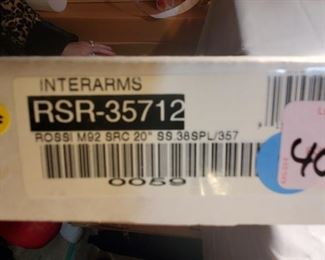 INTERARMS
RSR-35712
ROSSI M92 SRC 20" SS 38SPL/357
0059
40